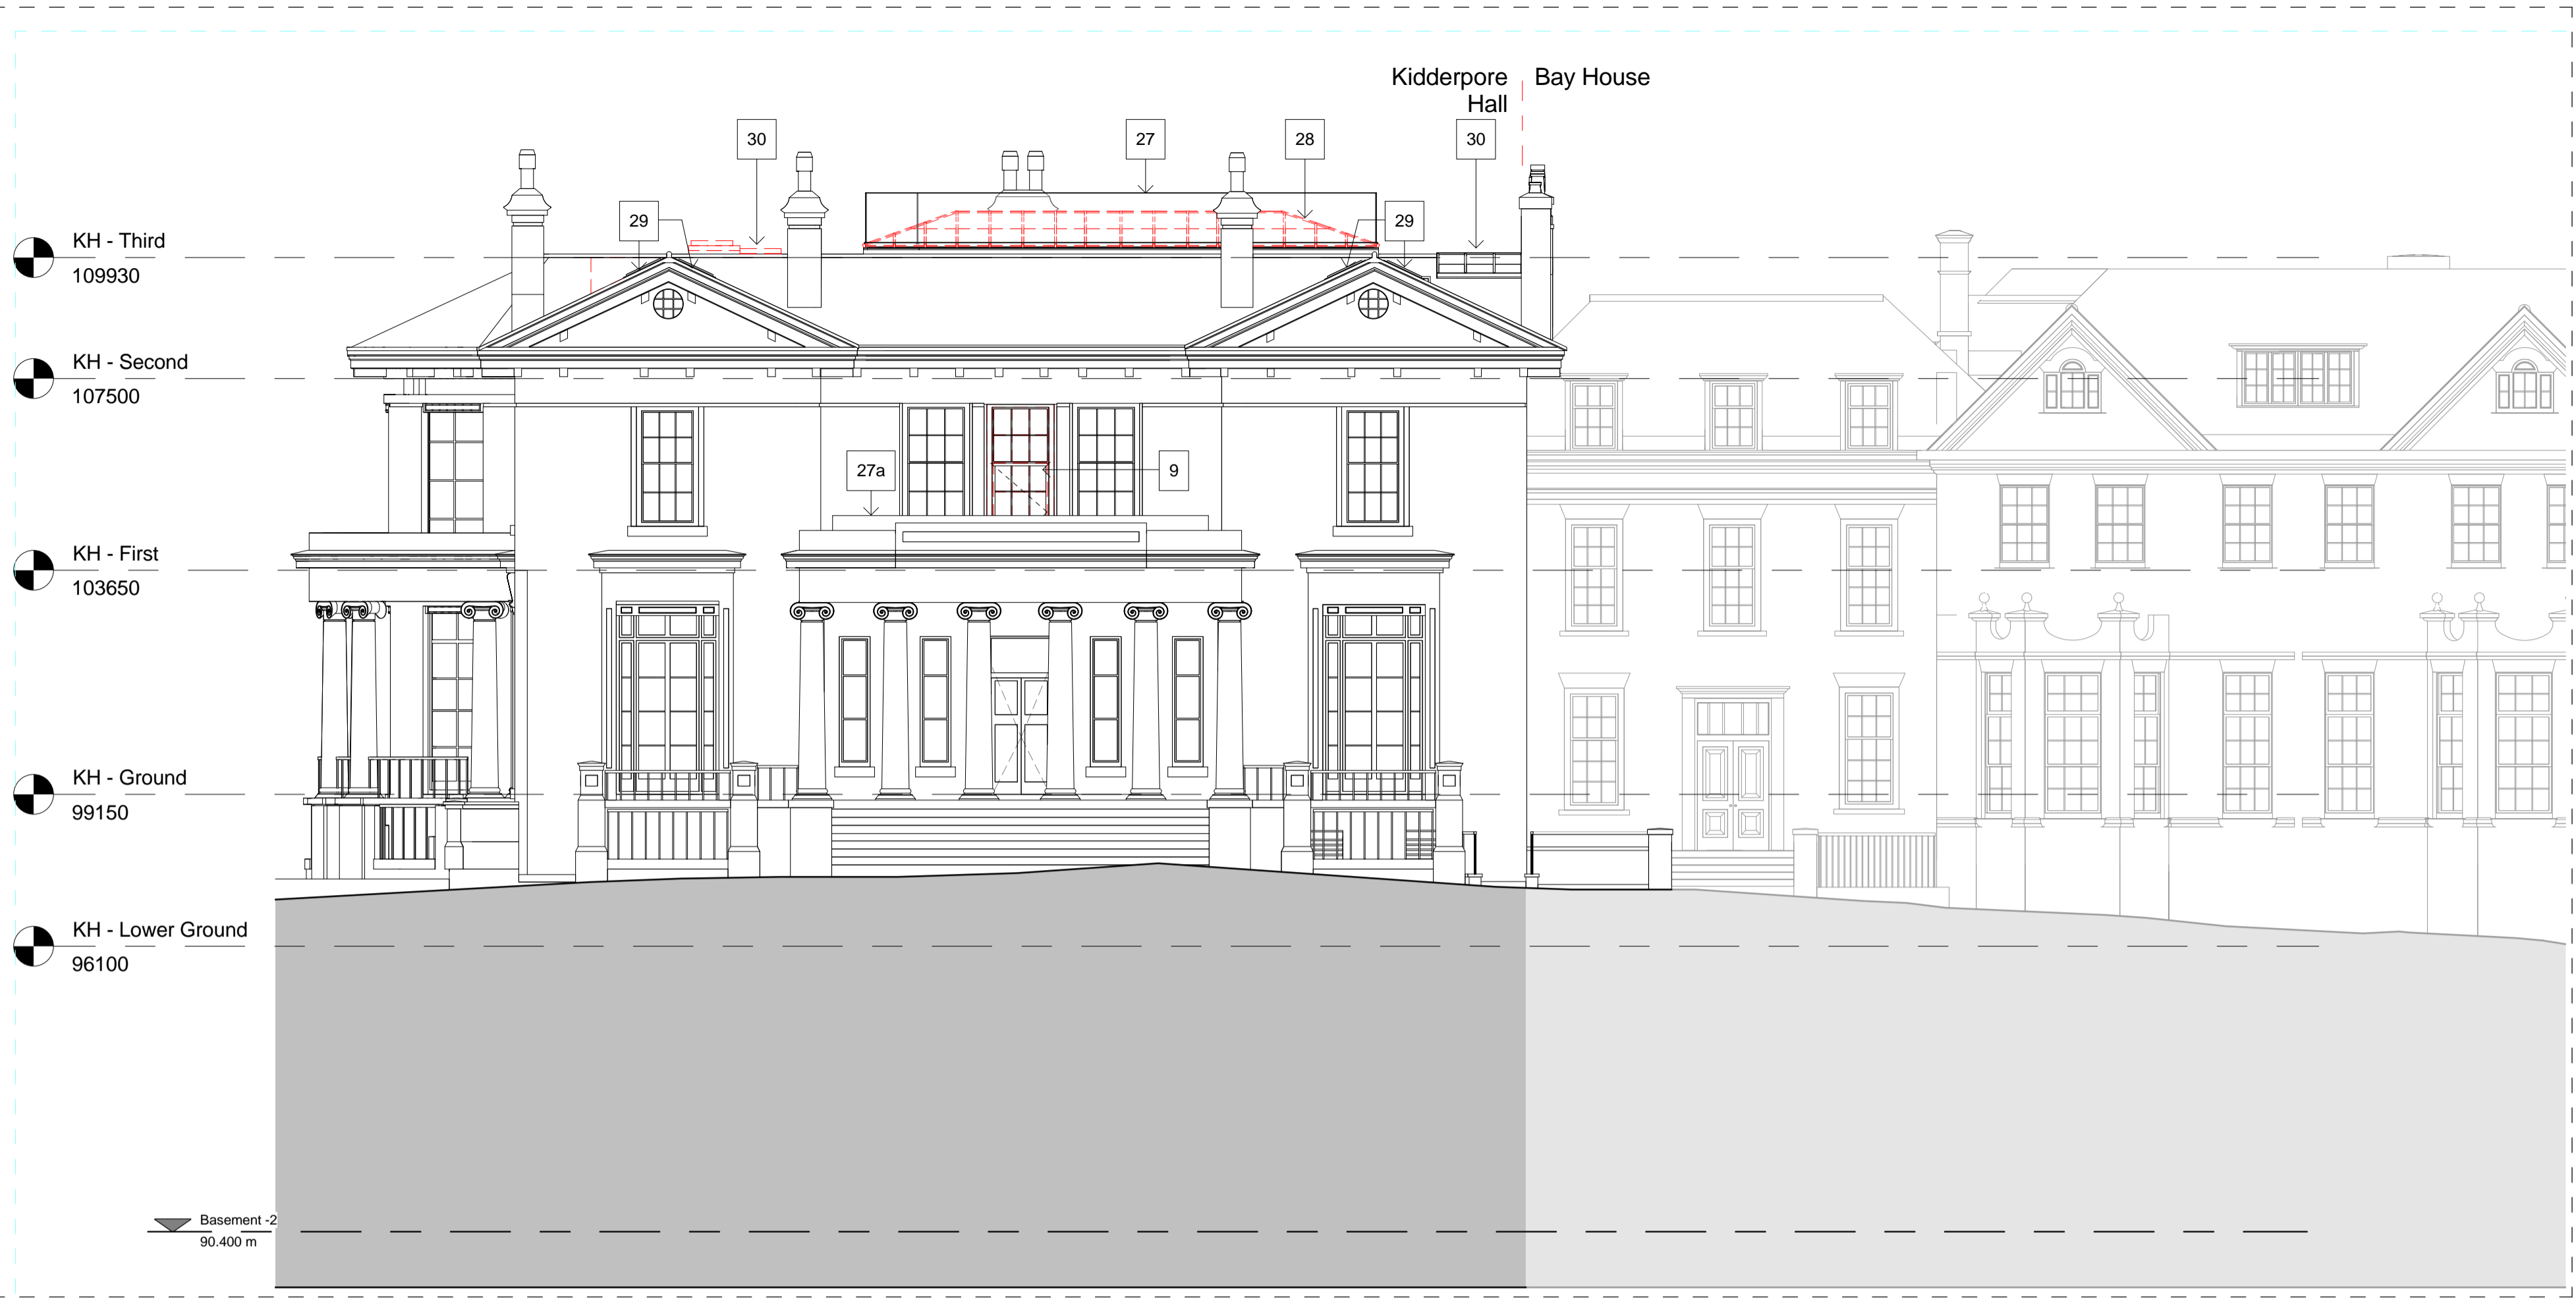 Kidderpore
Hall
Bay House
30
27
28
30
29
29
KH - Third
109930
KH - Second
107500
27a
9
KH - First
103650
KH - Ground
99150
KH - Lower Ground
96100
Basement -2
90.400 m